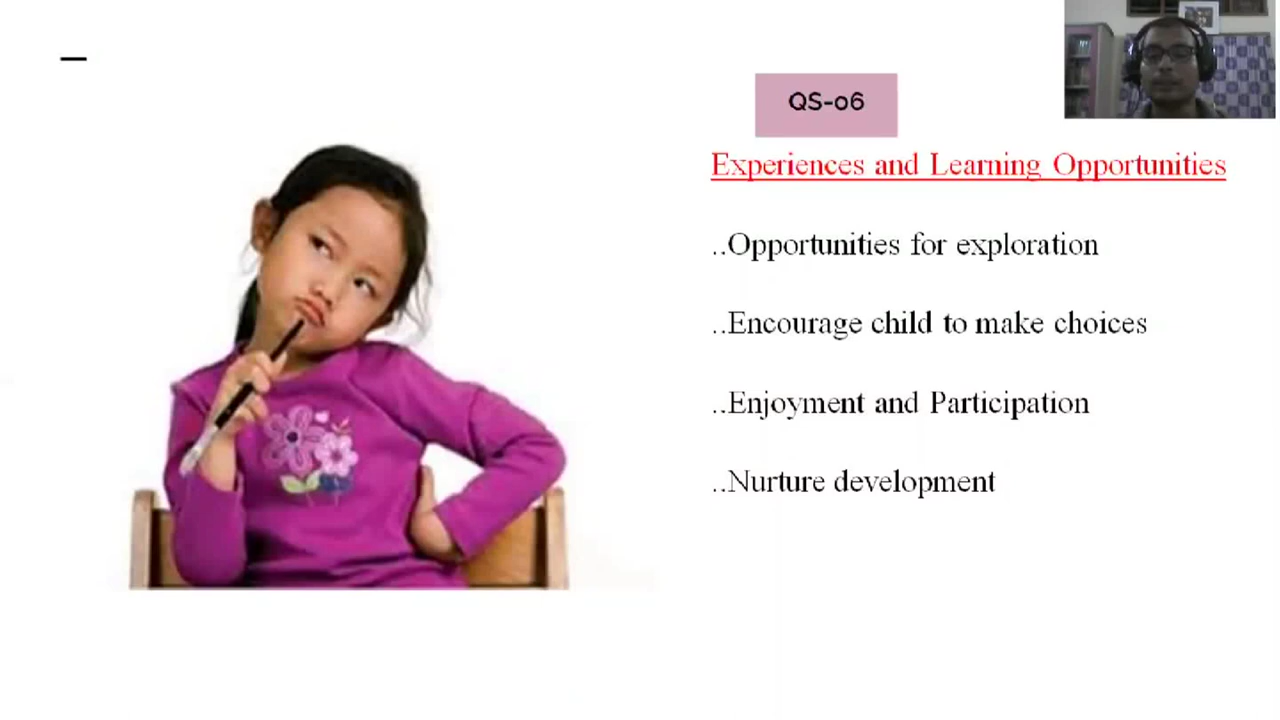 QS-06
Experiences and Learning Opportunities
..Opportunities for exploration
..Encourage child to make choices
..Enjoyment and Participation
..Nurture development